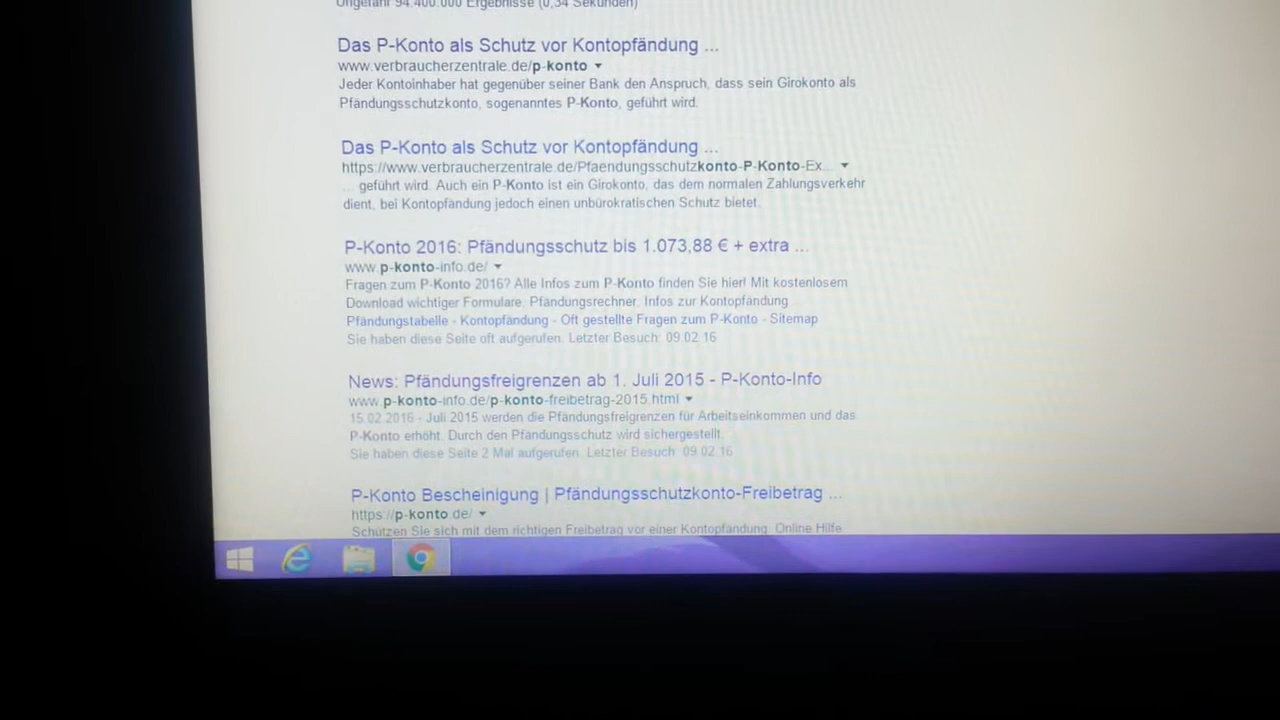 Ungefähr 94.400.000 Ergebnisse (0,34 Sekunden)
Das P-Konto als Schutz vor Kontopfändung ...
www.verbraucherzentrale.de/p-konto
Jeder Kontoinhaber hat gegenüber seiner Bank den Anspruch, dass sein Girokonto als
Pfändungsschutzkonto, sogenanntes P-Konto, geführt wird.
Das P-Konto als Schutz vor Kontopfändung ...
https://www.verbraucherzentrale.de/Pfaendungsschutzkonto-P-Konto-Ex...
... geführt wird. Auch ein P-Konto ist ein Girokonto, das dem normalen Zahlungsverkehr
dient, bei Kontopfändung jedoch einen unbürokratischen Schutz bietet.
P-Konto 2016: Pfändungsschutz bis 1.073,88 € + extra ...
www.p-konto-info.de/
Fragen zum P-Konto 2016? Alle Infos zum P-Konto finden Sie hier! Mit kostenlosem
Download wichtiger Formulare, Pfändungsrechner, Infos zur Kontopfändung
Pfändungstabelle - Kontopfändung - Oft gestellte Fragen zum P-Konto - Sitemap
Sie haben diese Seite oft aufgerufen. Letzter Besuch: 09.02.16
News: Pfändungsfreigrenzen ab 1. Juli 2015 - P-Konto-Info
www.p-konto-info.de/p-konto-freibetrag-2015.html
15.02.2016 - Juli 2015 werden die Pfändungsfreigrenzen für Arbeitseinkommen und das
P-Konto erhöht. Durch den Pfändungsschutz wird sichergestellt.
Sie haben diese Seite 2 Mal aufgerufen. Letzter Besuch: 09.02.16
P-Konto Bescheinigung | Pfändungsschutzkonto-Freibetrag ...
https://p-konto.de/
Schützen Sie sich mit dem richtigen Freibetrag vor einer Kontopfändung. Online Hilfe